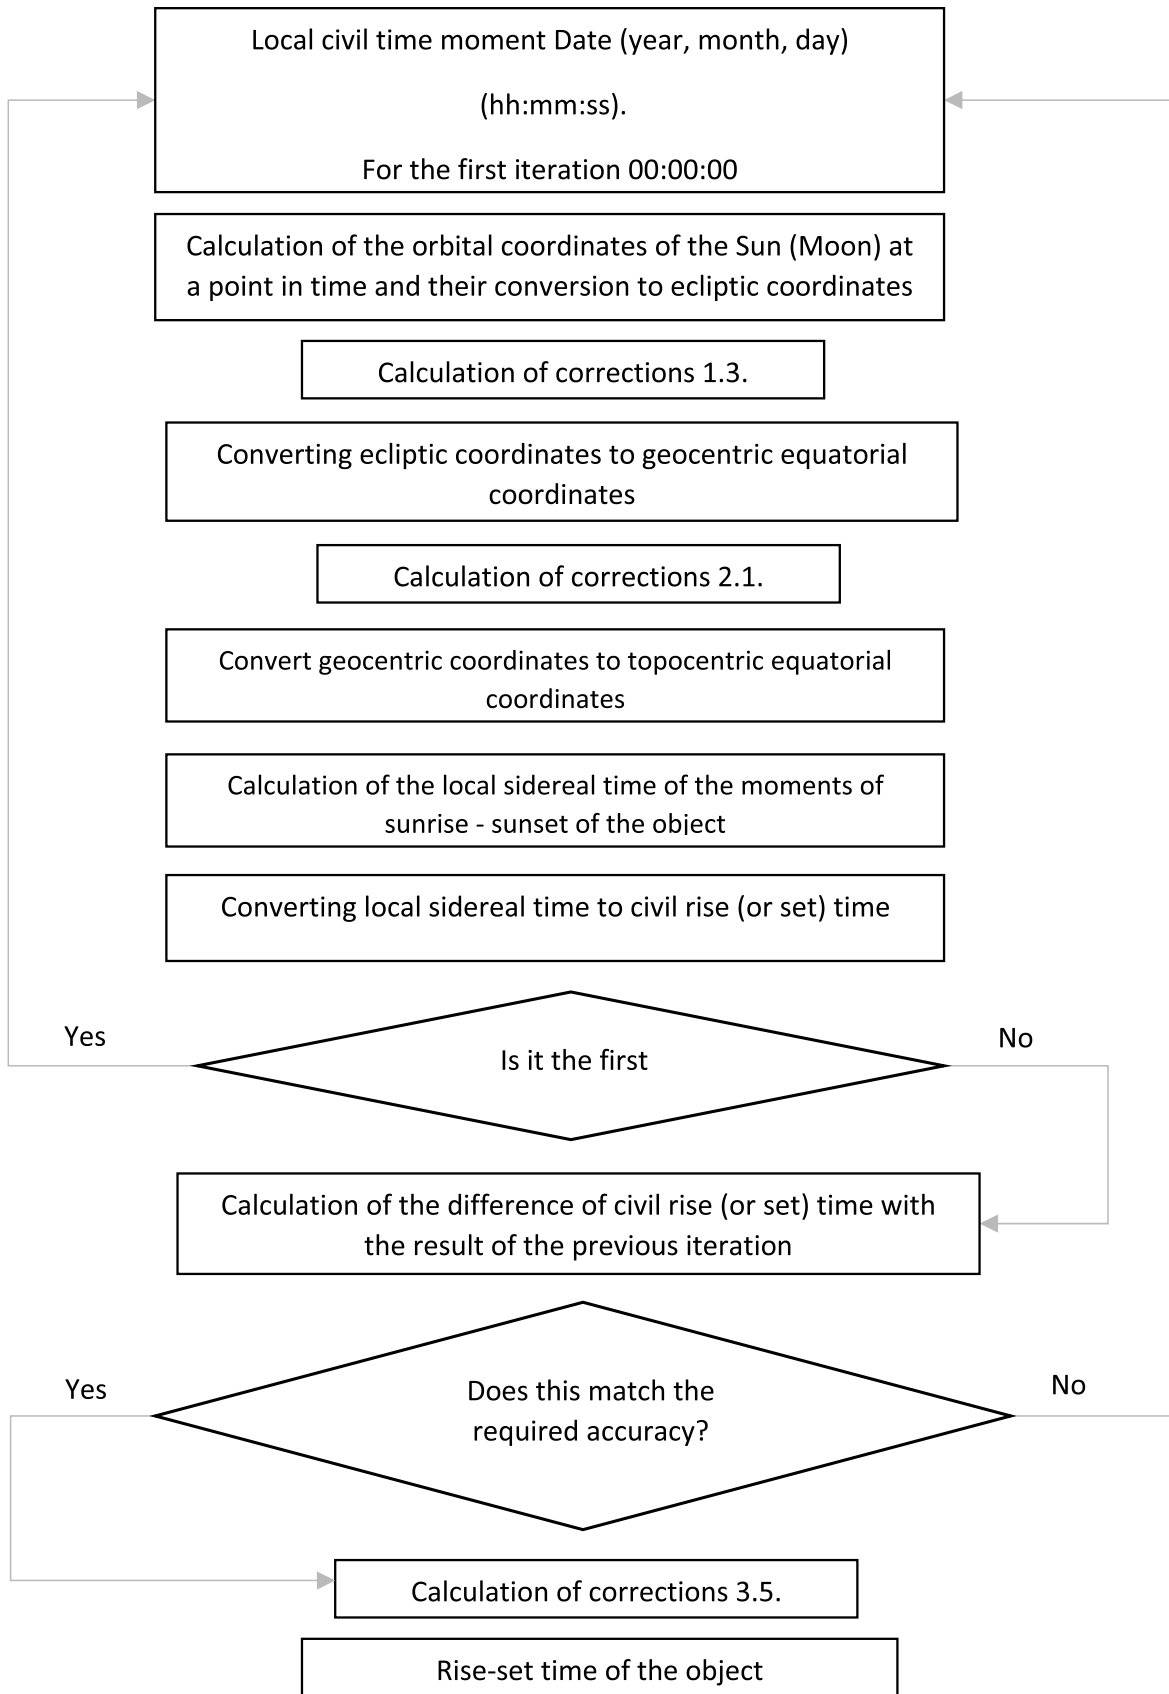 Local civil time moment Date (year, month, day)
(hh:mm:ss).
For the first iteration 00:00:00
Calculation of the orbital coordinates of the Sun (Moon) at
a point in time and their conversion to ecliptic coordinates
Calculation of corrections 1.3.
Converting ecliptic coordinates to geocentric equatorial
coordinates
Calculation of corrections 2.1.
Convert geocentric coordinates to topocentric equatorial
coordinates
Calculation of the local sidereal time of the moments of
sunrise - sunset of the object
Converting local sidereal time to civil rise (or set) time
Yes
No
Is it the first
Calculation of the difference of civil rise (or set) time with
the result of the previous iteration
Yes
No
Does this match the
required accuracy?
Calculation of corrections 3.5.
Rise-set time of the object